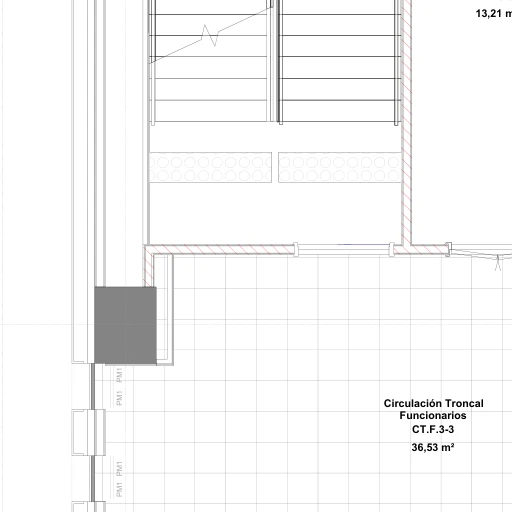 13,21 m
PM1
PM1
Circulación Troncal
Funcionarios
CT.F.3-3
36,53 m²
PM1
PM1